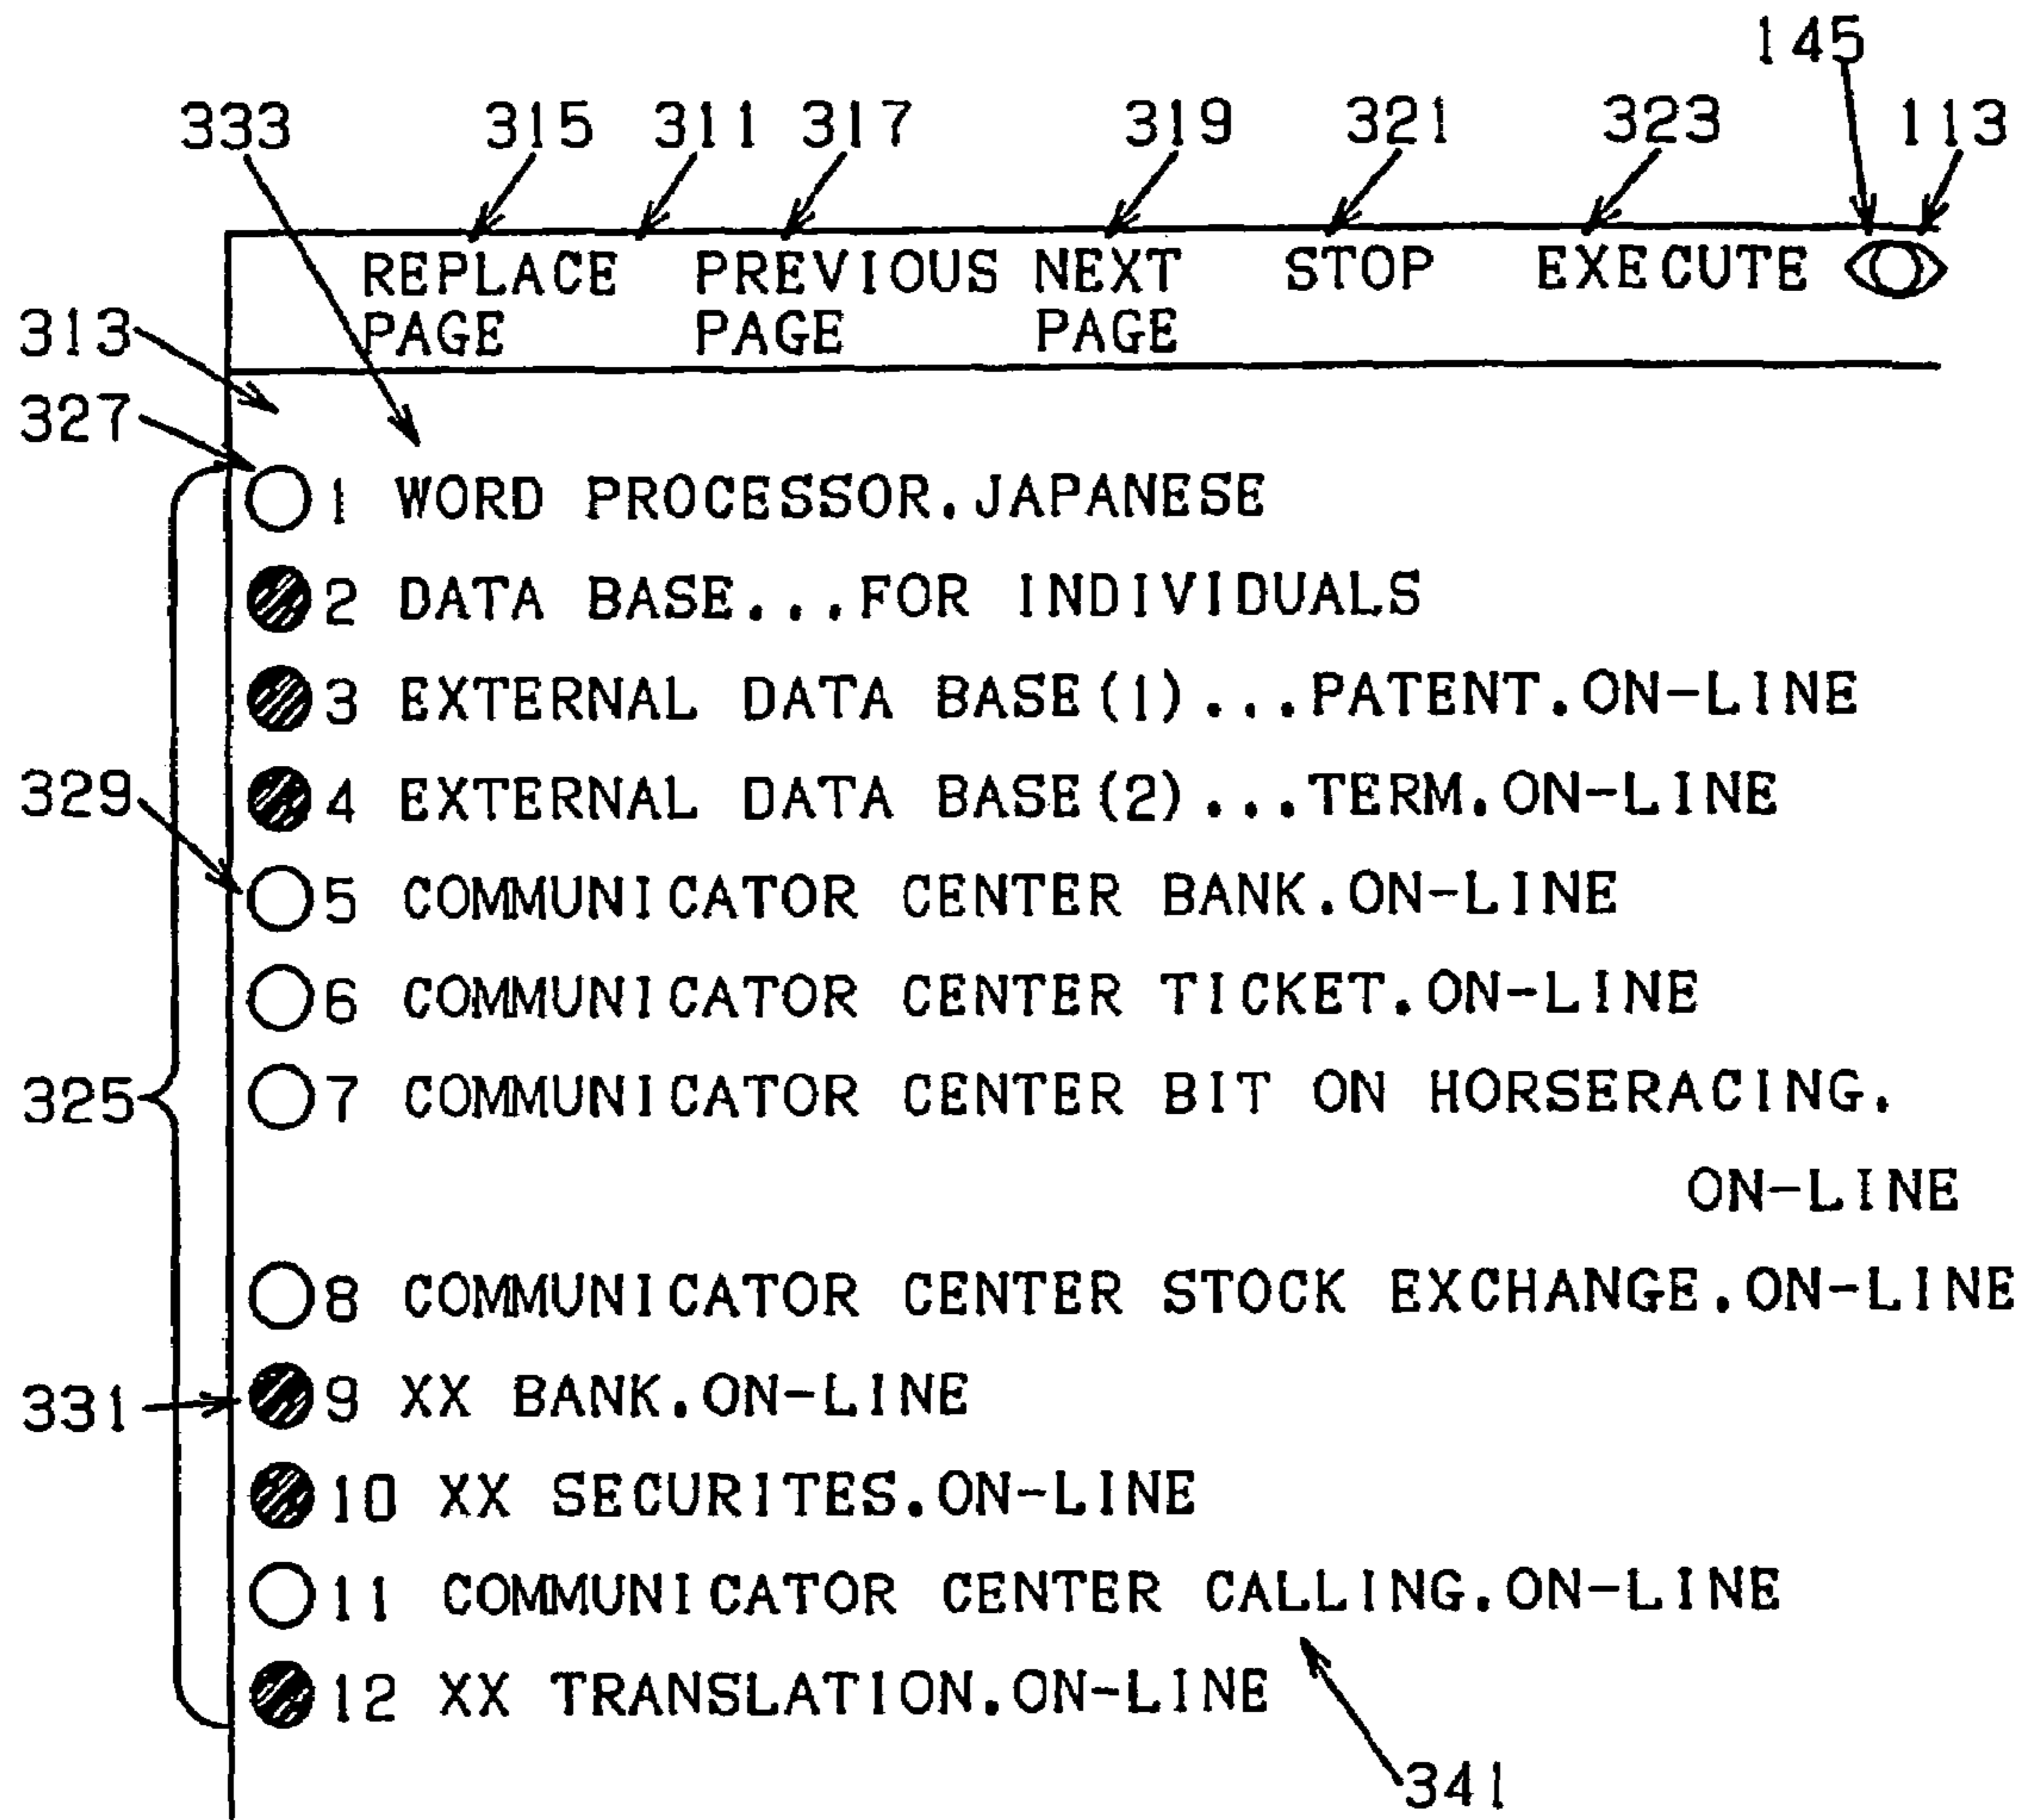 145
333 315 311 317 319 321 323 113
REPLACE PREVIOUS NEXT STOP EXECUTE
PAGE PAGE PAGE
313
327
1 WORD PROCESSOR.JAPANESE
2 DATA BASE...FOR INDIVIDUALS
3 EXTERNAL DATA BASE(1)...PATENT.ON-LINE
329
4 EXTERNAL DATA BASE(2)...TERM.ON-LINE
5 COMMUNICATOR CENTER BANK.ON-LINE
6 COMMUNICATOR CENTER TICKET.ON-LINE
325
7 COMMUNICATOR CENTER BIT ON HORSERACING.
ON-LINE
8 COMMUNICATOR CENTER STOCK EXCHANGE.ON-LINE
331
9 XX BANK.ON-LINE
10 XX SECURITES.ON-LINE
11 COMMUNICATOR CENTER CALLING.ON-LINE
12 XX TRANSLATION.ON-LINE
341